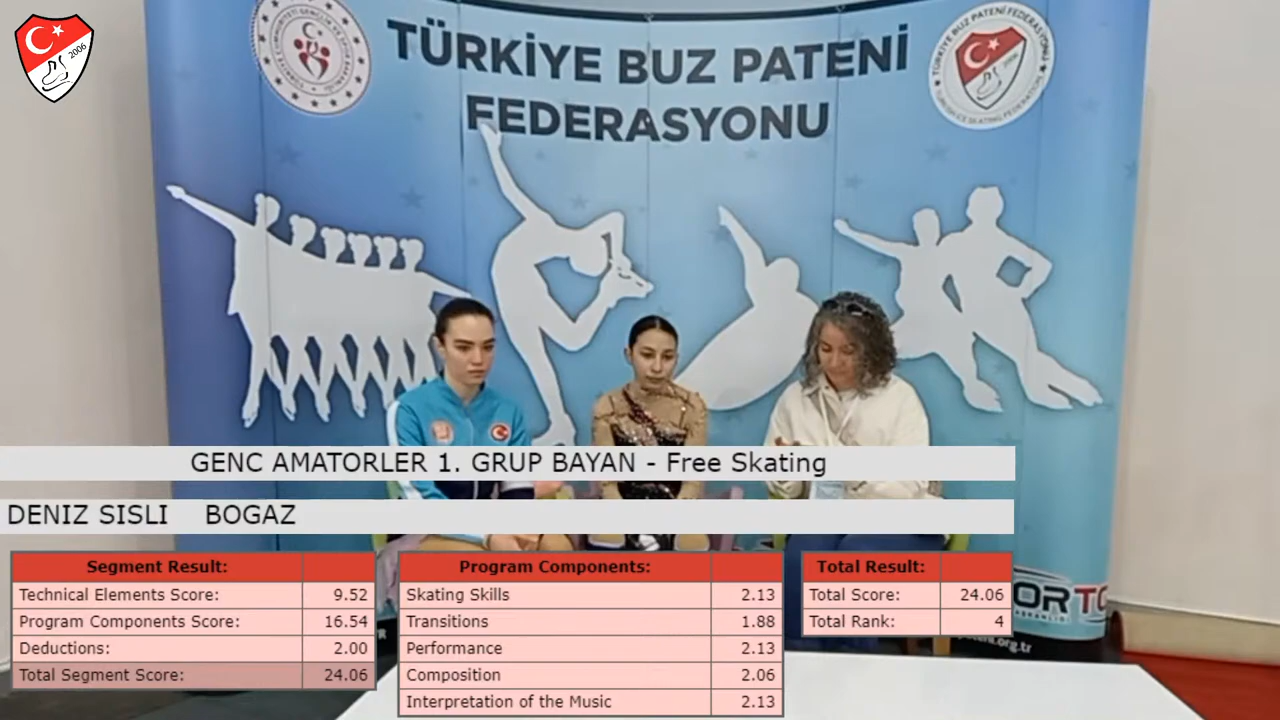 2006
TÜRKİYE BUZ PATENİ
FEDERASYONU
GENC AMATORLER 1. GRUP BAYAN - Free Skating
DENIZ SISLI BOGAZ
Segment Result:
Technical Elements Score: 9.52
Program Components Score: 16.54
Deductions: 2.00
Total Segment Score: 24.06
Program Components:
Skating Skills 2.13
Transitions 1.88
Performance 2.13
Composition 2.06
Interpretation of the Music 2.13
Total Result:
Total Score: 24.06
Total Rank: 4